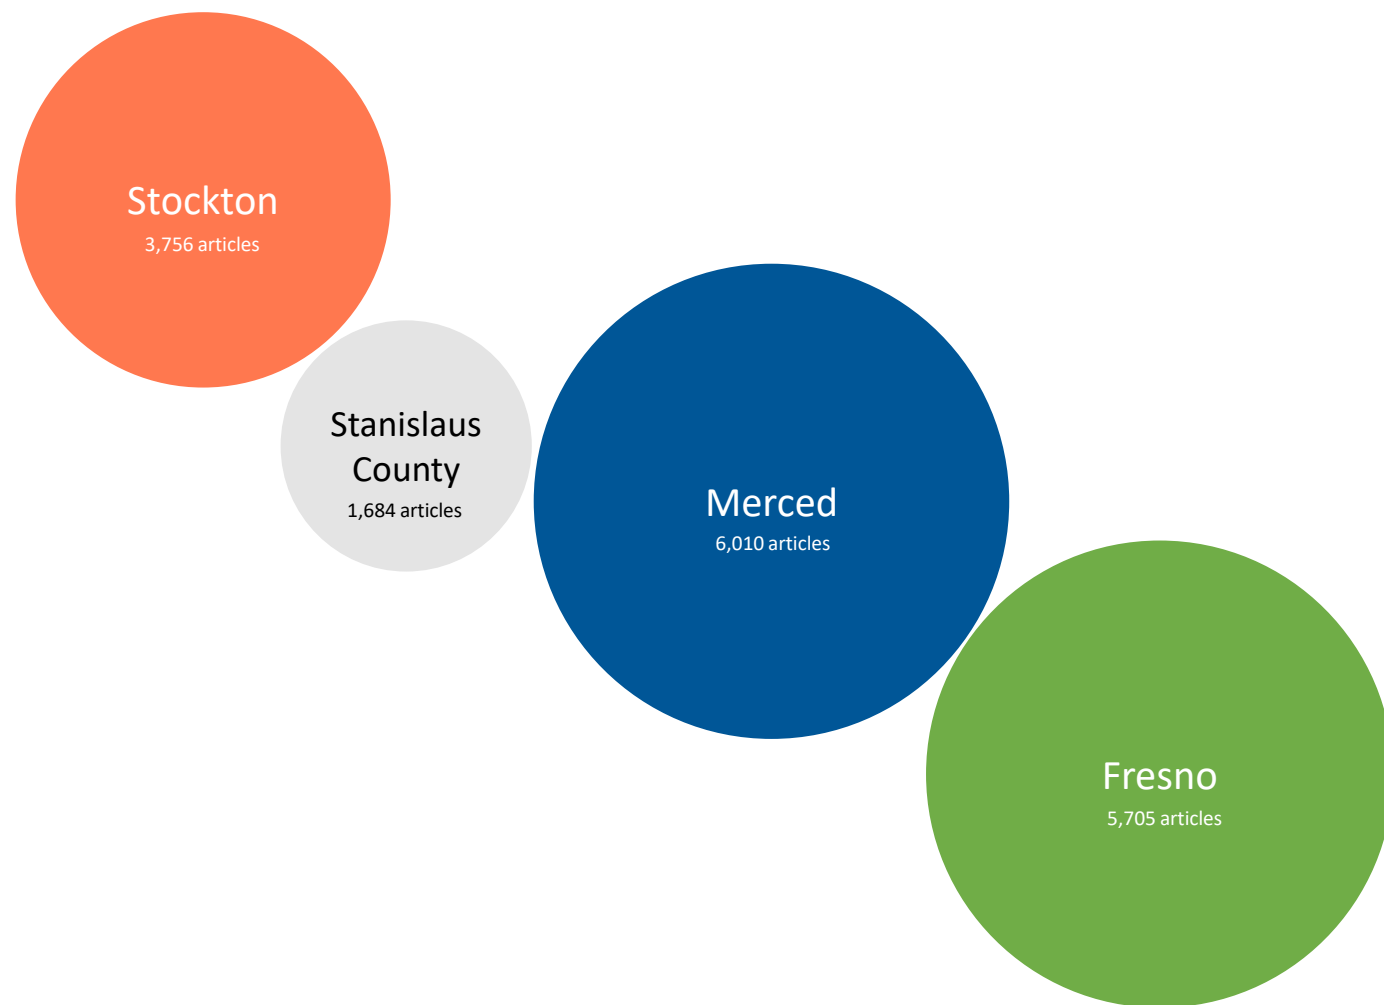 Stockton
3,756 articles
Stanislaus
County
1,684 articles
Merced
6,010 articles
Fresno
5,705 articles